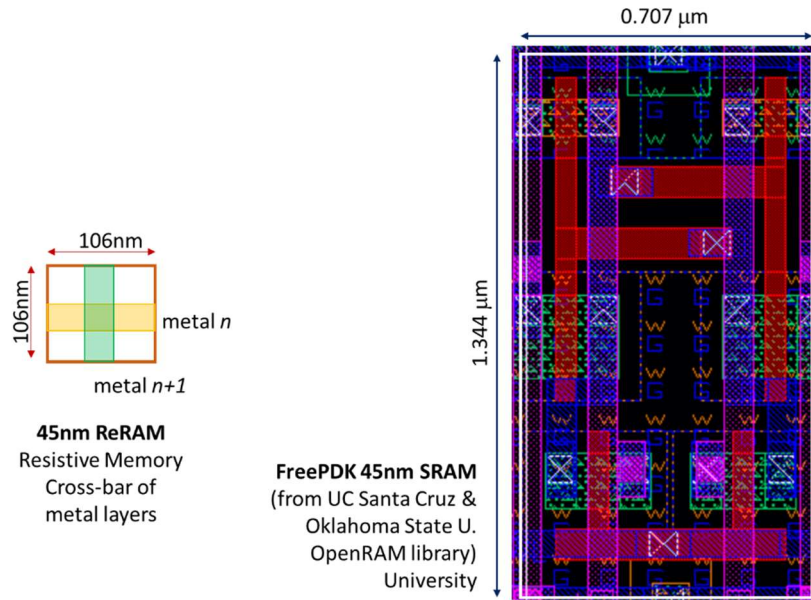 0.707 μm
1.344 μm
106nm
106nm
metal n
metal n+1
45nm ReRAM
Resistive Memory
Cross-bar of
metal layers
FreePDK 45nm SRAM
(from UC Santa Cruz &
Oklahoma State U.
OpenRAM library)
University